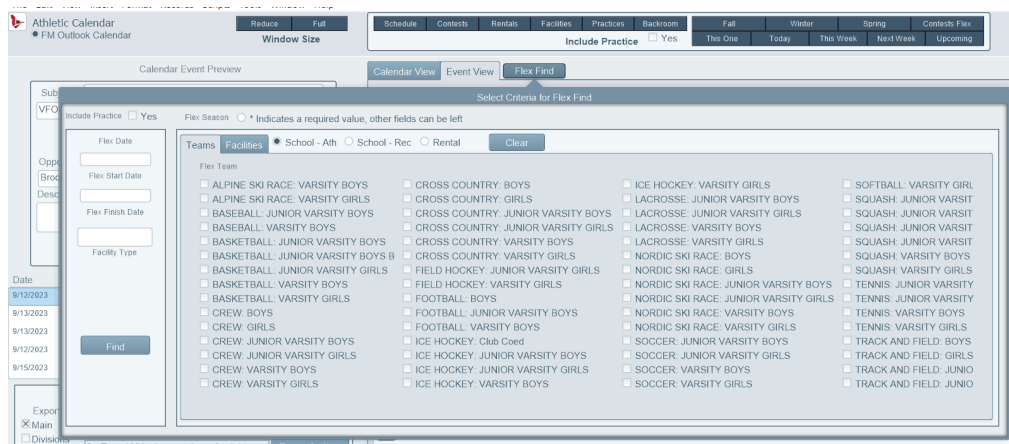 Athletic Calendar
FM Outlook Calendar
Reduce Full
Window Size
Schedule Contests Rentals Facilities Practices Backroom
Include Practice Yes
Fall Winter Spring Contests Flex
This One Today This Week Next Week Upcoming
Calendar Event Preview
Calendar View Event View Flex Find
Sub
VFO
Oppo
Broo
Desc
Select Criteria for Flex Find
Include Practice Yes
Flex Season * Indicates a required value, other fields can be left
Flex Date
Flex Start Date
Flex Finish Date
Facility Type
Find
Teams Facilities School - Ath School - Rec Rental Clear
Flex Team
ALPINE SKI RACE: VARSITY BOYS
ALPINE SKI RACE: VARSITY GIRLS
BASEBALL: JUNIOR VARSITY BOYS
BASEBALL: VARSITY BOYS
BASKETBALL: JUNIOR VARSITY BOYS
BASKETBALL: JUNIOR VARSITY BOYS B
BASKETBALL: JUNIOR VARSITY GIRLS
BASKETBALL: VARSITY BOYS
BASKETBALL: VARSITY GIRLS
CREW: BOYS
CREW: GIRLS
CREW: JUNIOR VARSITY BOYS
CREW: JUNIOR VARSITY GIRLS
CREW: VARSITY BOYS
CREW: VARSITY GIRLS
CROSS COUNTRY: BOYS
CROSS COUNTRY: GIRLS
CROSS COUNTRY: JUNIOR VARSITY BOYS
CROSS COUNTRY: JUNIOR VARSITY GIRLS
CROSS COUNTRY: VARSITY BOYS
CROSS COUNTRY: VARSITY GIRLS
FIELD HOCKEY: JUNIOR VARSITY GIRLS
FIELD HOCKEY: VARSITY GIRLS
FOOTBALL: BOYS
FOOTBALL: JUNIOR VARSITY BOYS
FOOTBALL: VARSITY BOYS
ICE HOCKEY: Club Coed
ICE HOCKEY: JUNIOR VARSITY BOYS
ICE HOCKEY: JUNIOR VARSITY GIRLS
ICE HOCKEY: VARSITY BOYS
ICE HOCKEY: VARSITY GIRLS
LACROSSE: JUNIOR VARSITY BOYS
LACROSSE: JUNIOR VARSITY GIRLS
LACROSSE: VARSITY BOYS
LACROSSE: VARSITY GIRLS
NORDIC SKI RACE: BOYS
NORDIC SKI RACE: GIRLS
NORDIC SKI RACE: JUNIOR VARSITY BOYS
NORDIC SKI RACE: JUNIOR VARSITY GIRLS
NORDIC SKI RACE: VARSITY BOYS
NORDIC SKI RACE: VARSITY GIRLS
SOCCER: JUNIOR VARSITY BOYS
SOCCER: JUNIOR VARSITY GIRLS
SOCCER: VARSITY BOYS
SOCCER: VARSITY GIRLS
SOFTBALL: VARSITY GIRL
SQUASH: JUNIOR VARSIT
SQUASH: JUNIOR VARSIT
SQUASH: JUNIOR VARSIT
SQUASH: JUNIOR VARSIT
SQUASH: VARSITY BOYS
SQUASH: VARSITY GIRLS
TENNIS: JUNIOR VARSITY
TENNIS: JUNIOR VARSITY
TENNIS: VARSITY BOYS
TENNIS: VARSITY GIRLS
TRACK AND FIELD: BOYS
TRACK AND FIELD: GIRLS
TRACK AND FIELD: JUNIO
TRACK AND FIELD: JUNIO
Date
9/12/2023
9/13/2023
9/13/2023
9/12/2023
9/15/2023
Expor
Main
Divisions